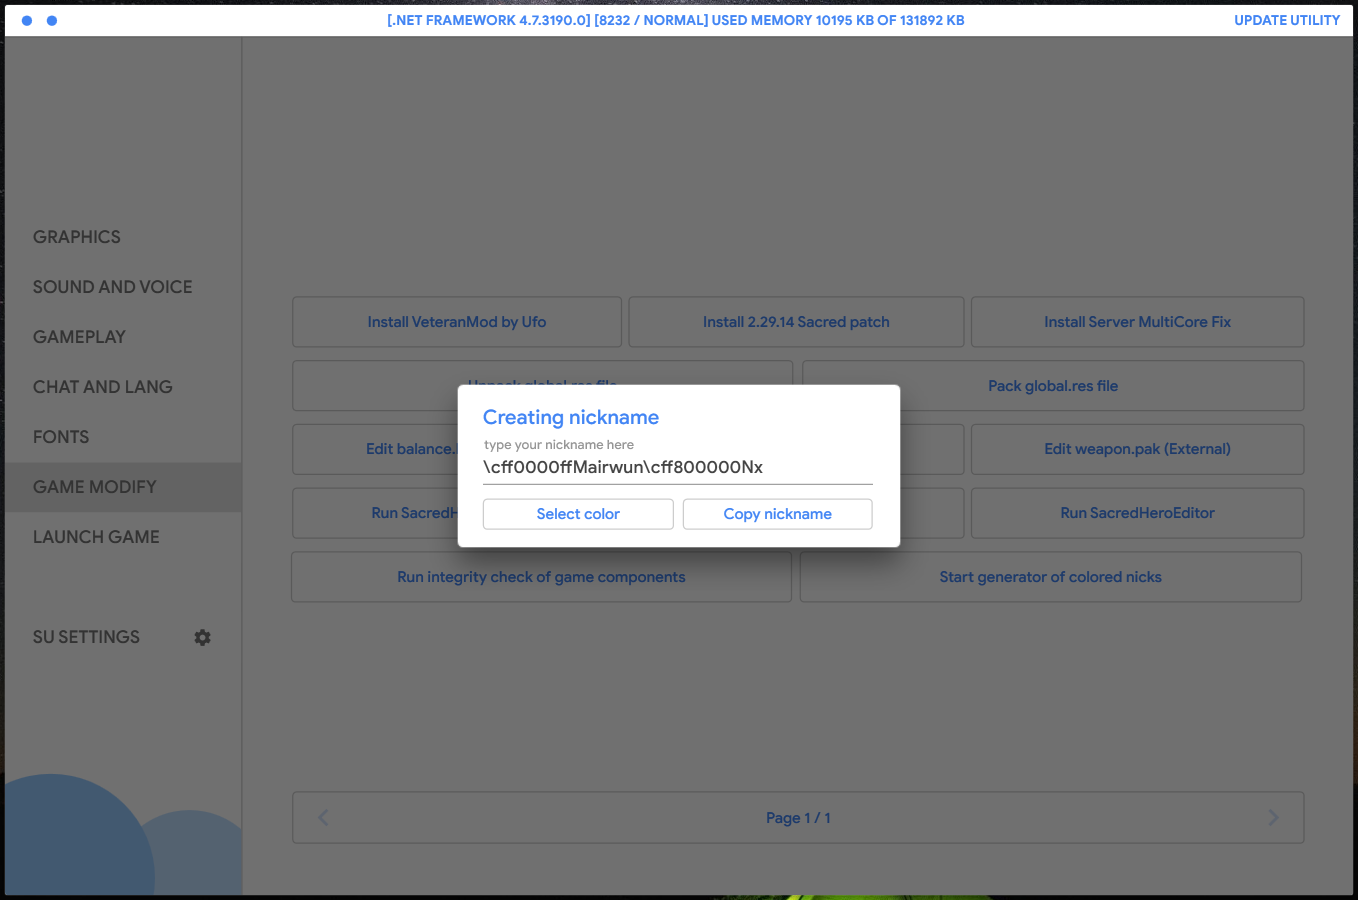 [.NET FRAMEWORK 4.7.3190.0] [8232 / NORMAL] USED MEMORY 10195 KB OF 131892 KB
UPDATE UTILITY
GRAPHICS
SOUND AND VOICE
GAMEPLAY
CHAT AND LANG
FONTS
GAME MODIFY
LAUNCH GAME
SU SETTINGS
Install VeteranMod by Ufo
Install 2.29.14 Sacred patch
Install Server MultiCore Fix
Unpack global.res file
Pack global.res file
Edit balance.
Edit weapon.pak (External)
Run SacredH
Run SacredHeroEditor
Run integrity check of game components
Start generator of colored nicks
Creating nickname
type your nickname here
\cff0000ffMairwun\cff800000Nx
Select color
Copy nickname
Page 1 / 1